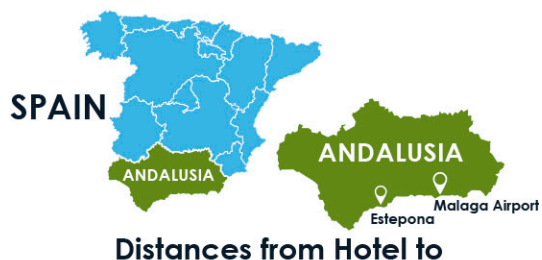 SPAIN
ANDALUSIA
ANDALUSIA
Estepona
Malaga Airport
Distances from Hotel to